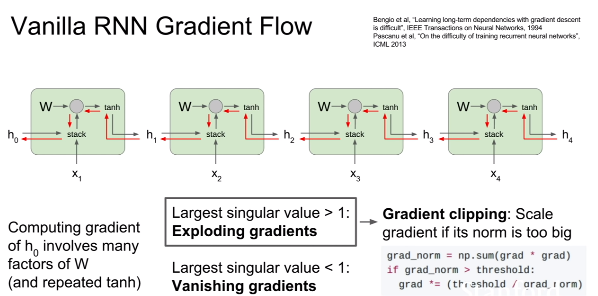 Vanilla RNN Gradient Flow
Bengio et al, "Learning long-term dependencies with gradient descent
is difficult", IEEE Transactions on Neural Networks, 1994
Pascanu et al, "On the difficulty of training recurrent neural networks",
ICML 2013
W tanh W tanh W tanh W tanh
h0 stack h1 stack h2 stack h3 stack h4
x1 x2 x3 x4
Computing gradient
of h0 involves many
factors of W
(and repeated tanh)
Largest singular value > 1:
Exploding gradients
Largest singular value < 1:
Vanishing gradients
Gradient clipping: Scale
gradient if its norm is too big
grad_norm = np.sum(grad * grad)
if grad_norm > threshold:
grad *= (threshold / grad_norm)